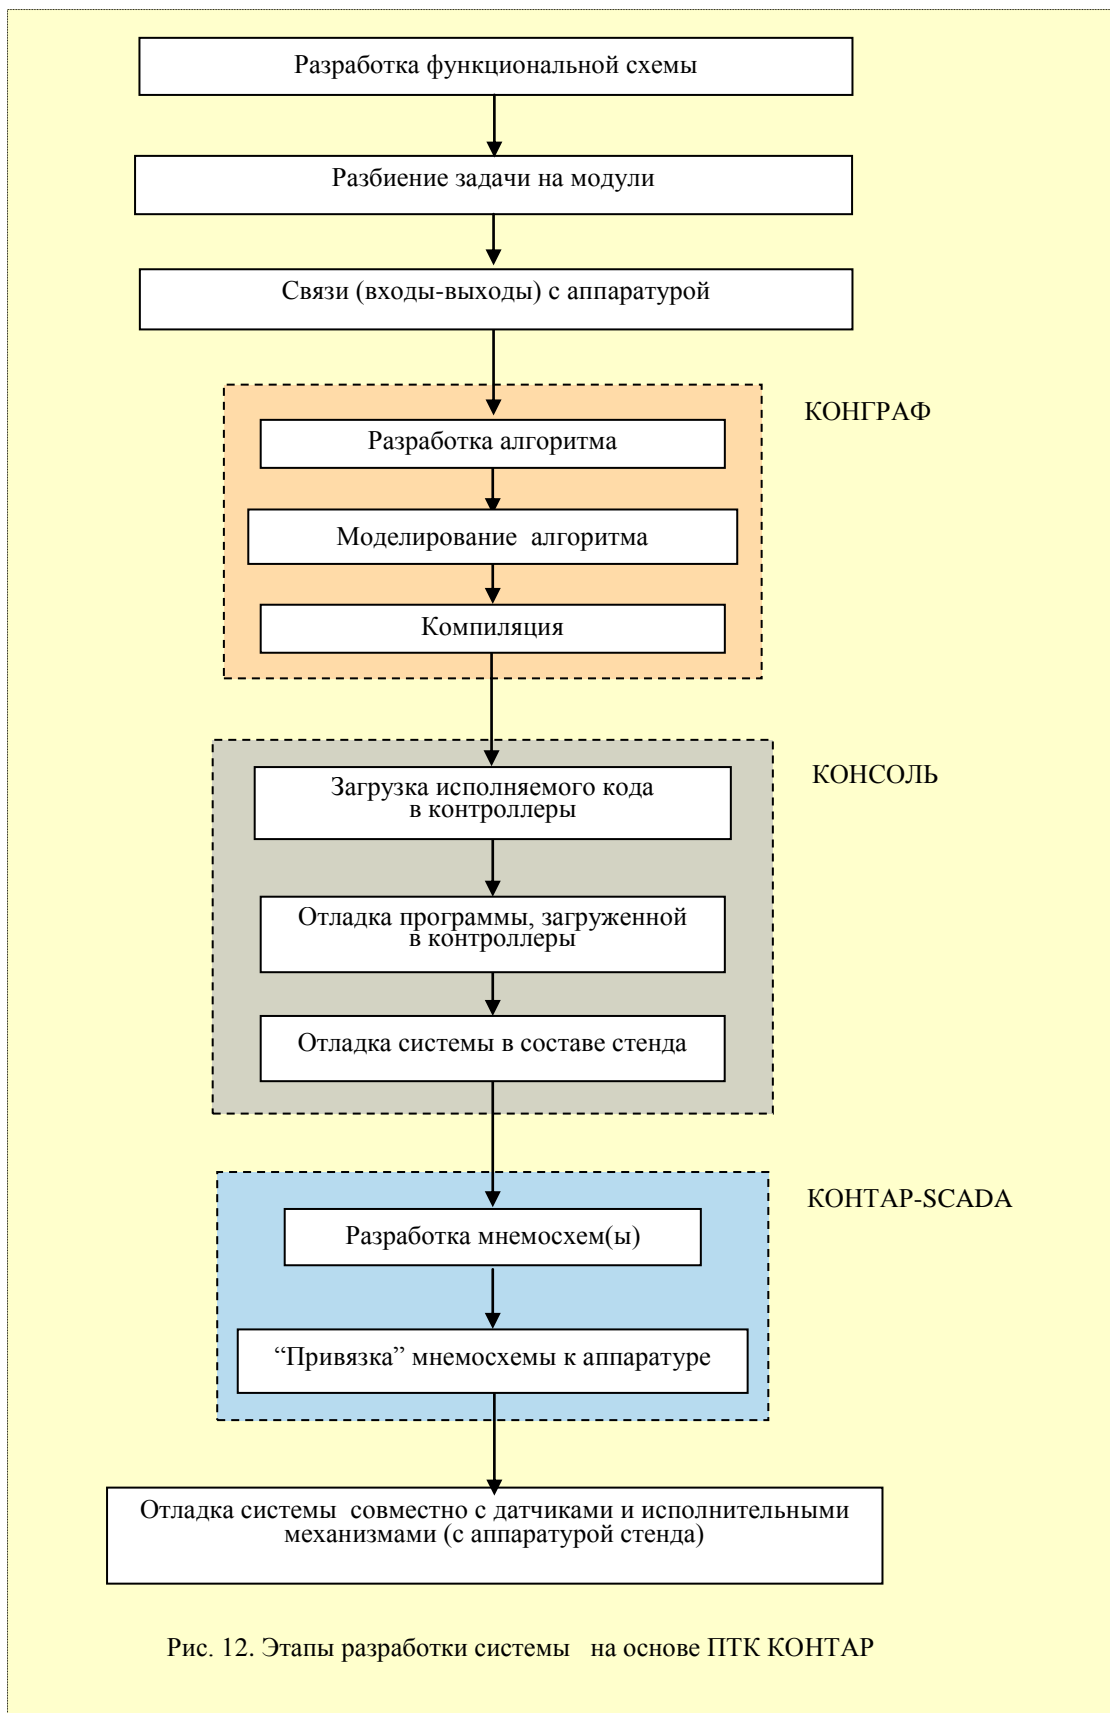 Разработка функциональной схемы
Разбиение задачи на модули
Связи (входы-выходы) с аппаратурой
КОНГРАФ
Разработка алгоритма
Моделирование алгоритма
Компиляция
КОНСОЛЬ
Загрузка исполняемого кода
в контроллеры
Отладка программы, загруженной
в контроллеры
Отладка системы в составе стенда
КОНТАР-SCADA
Разработка мнемосхем(ы)
“Привязка” мнемосхемы к аппаратуре
Отладка системы совместно с датчиками и исполнительными
механизмами (с аппаратурой стенда)
Рис. 12. Этапы разработки системы на основе ПТК КОНТАР